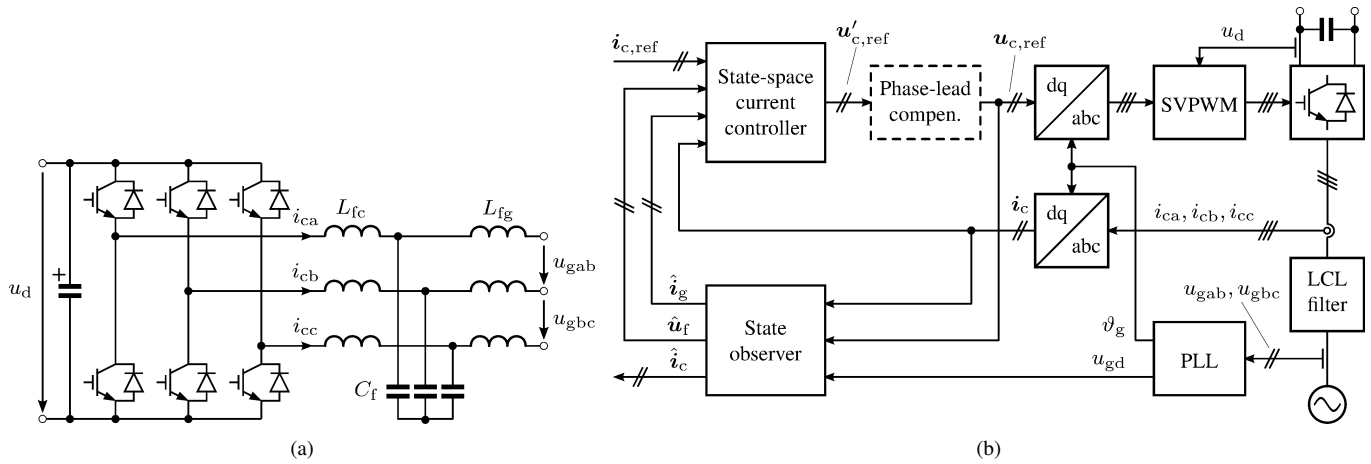 u_d
+
i_ca
i_cb
i_cc
L_fc
L_fg
C_f
u_gab
u_gbc
(a)
i_c,ref
State-space
current
controller
u′_c,ref
Phase-lead
compen.
u_c,ref
dq
abc
SVPWM
u_d
i_c
dq
abc
i_ca, i_cb, i_cc
LCL
filter
u_gab, u_gbc
î_g
û_f
î_c
State
observer
ϑ_g
u_gd
PLL
(b)